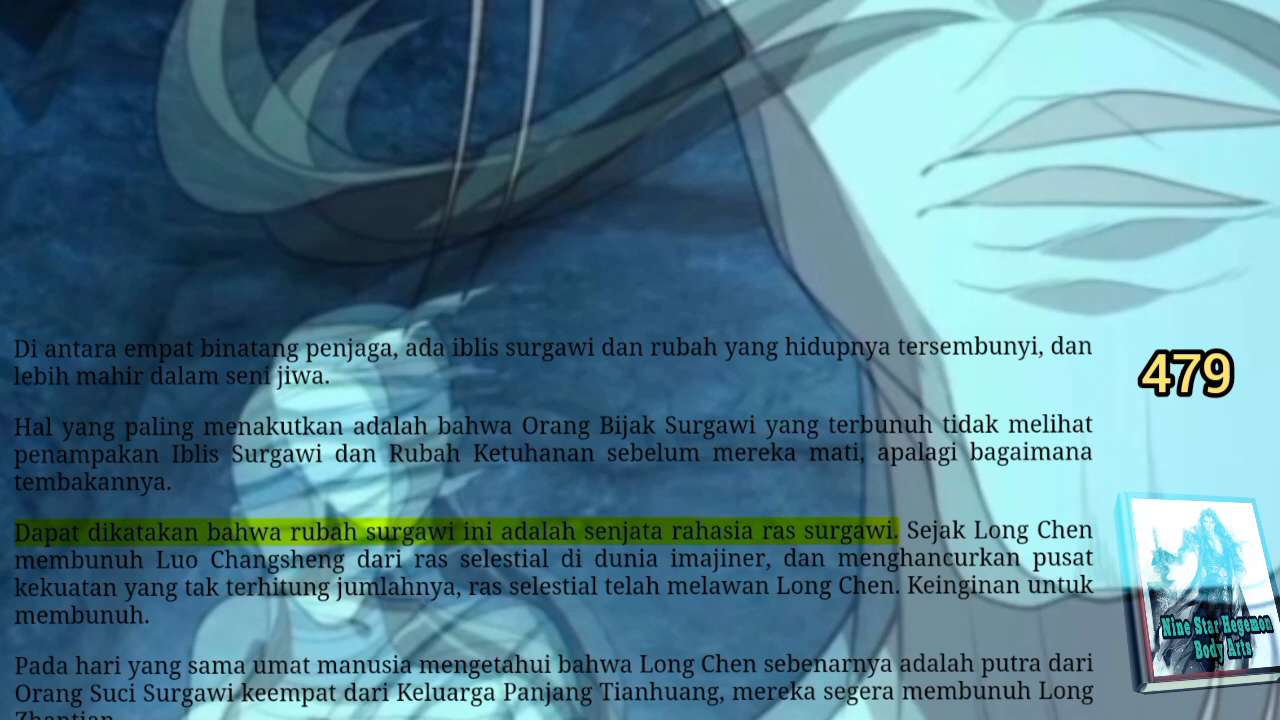 Di antara empat binatang penjaga, ada iblis surgawi dan rubah yang hidupnya tersembunyi, dan
lebih mahir dalam seni jiwa.
Hal yang paling menakutkan adalah bahwa Orang Bijak Surgawi yang terbunuh tidak melihat
penampakan Iblis Surgawi dan Rubah Ketuhanan sebelum mereka mati, apalagi bagaimana
tembakannya.
Dapat dikatakan bahwa rubah surgawi ini adalah senjata rahasia ras surgawi. Sejak Long Chen
membunuh Luo Changsheng dari ras selestial di dunia imajiner, dan menghancurkan pusat
kekuatan yang tak terhitung jumlahnya, ras selestial telah melawan Long Chen. Keinginan untuk
membunuh.
Pada hari yang sama umat manusia mengetahui bahwa Long Chen sebenarnya adalah putra dari
Orang Suci Surgawi keempat dari Keluarga Panjang Tianhuang, mereka segera membunuh Long
Zhantian
479
Nine Star Hegemon
Body Arts